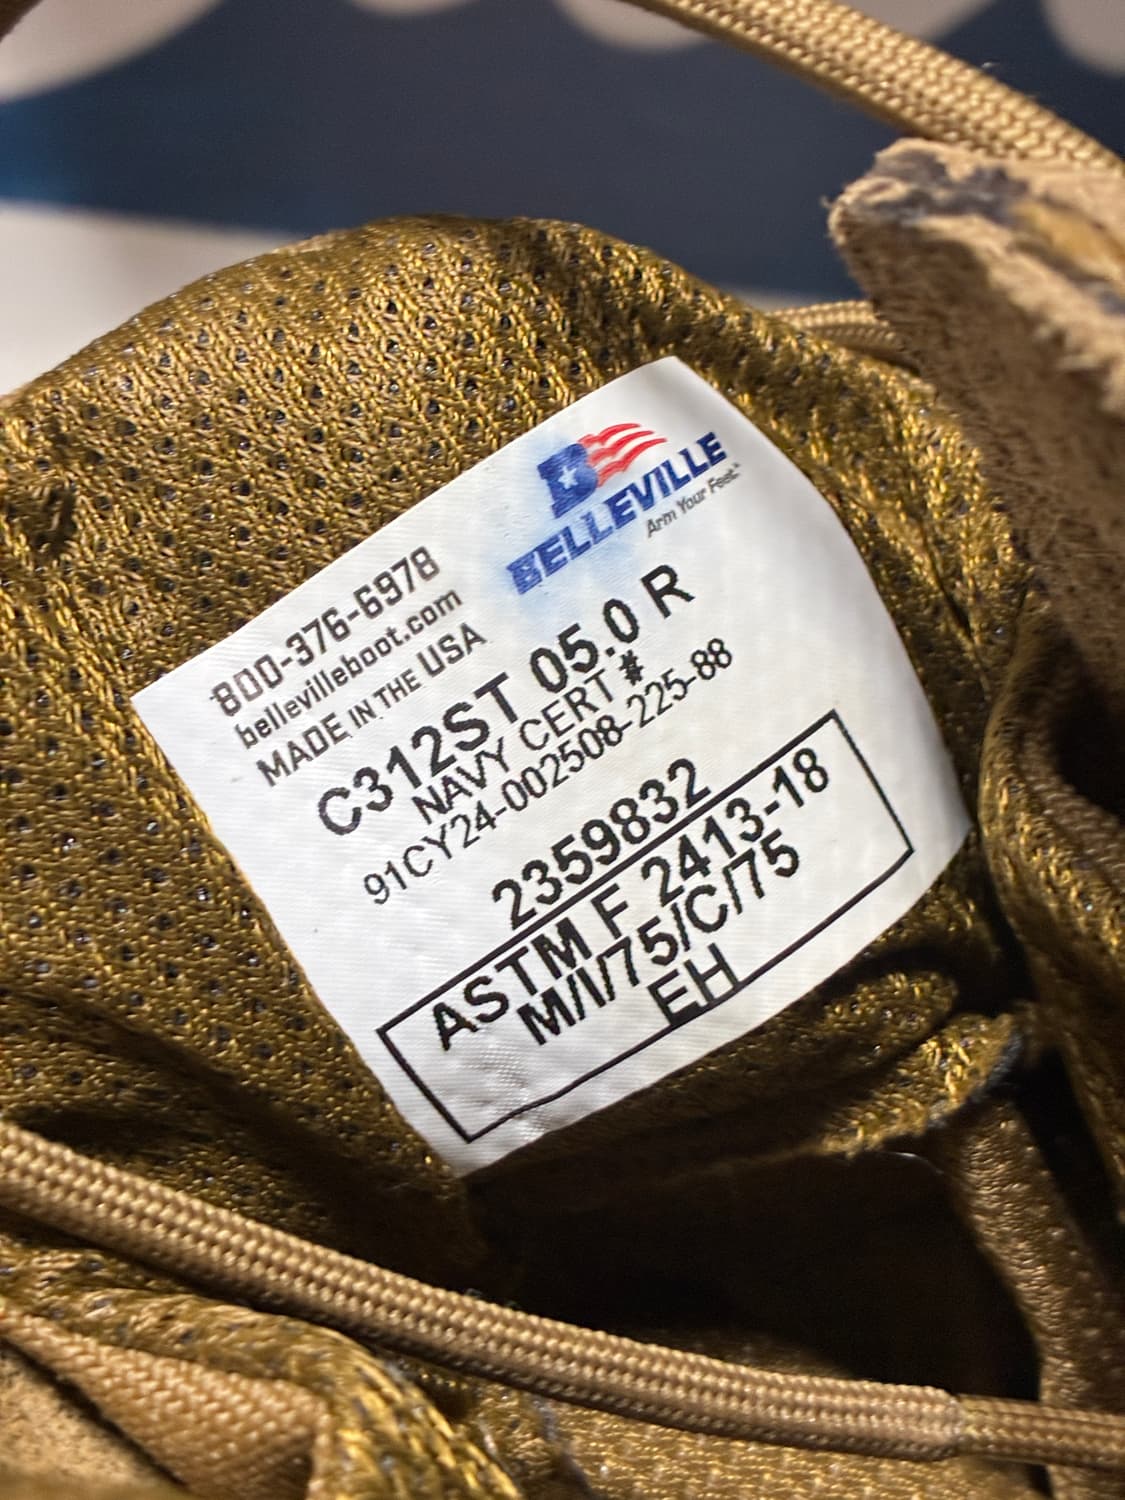 BELLEVILLE
Arm Your Feet.
800-376-6978
bellevilleboot.com
MADE IN THE USA
C312ST 05.0 R
NAVY CERT #
91CY24-002508-225-88
2359832
ASTM F 2413-18
M/I/75/C/75
EH